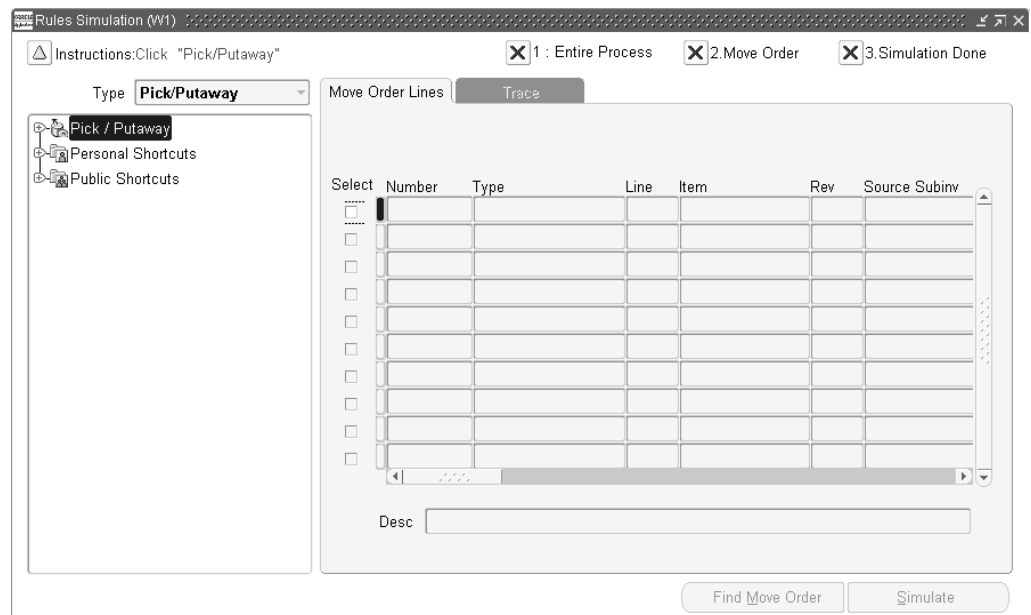 Rules Simulation (W1)
Instructions:Click "Pick/Putaway"
1 : Entire Process
2.Move Order
3.Simulation Done
Type Pick/Putaway
Pick / Putaway
Personal Shortcuts
Public Shortcuts
Move Order Lines
Trace
Select Number Type Line Item Rev Source Subinv
Desc
Find Move Order
Simulate